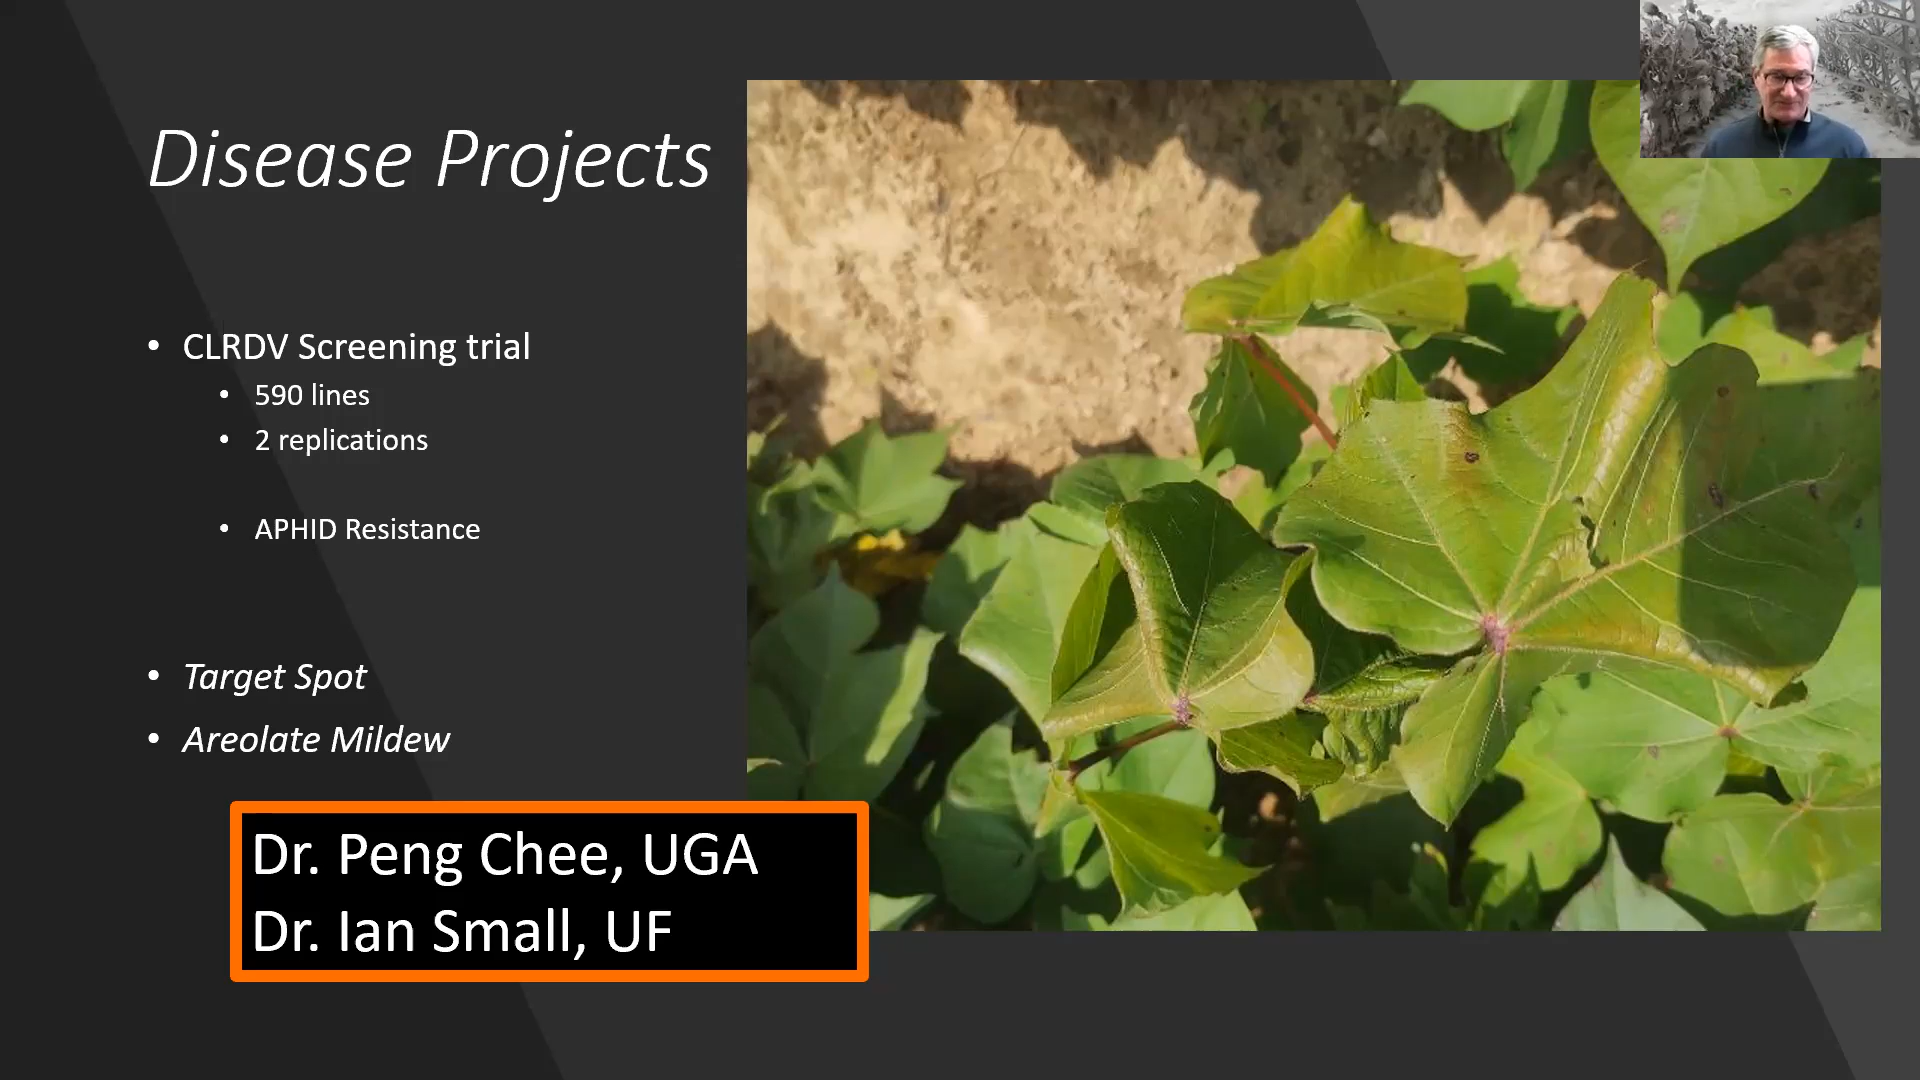 Disease Projects
• CLRDV Screening trial
• 590 lines
• 2 replications
• APHID Resistance
• Target Spot
• Areolate Mildew
Dr. Peng Chee, UGA
Dr. Ian Small, UF